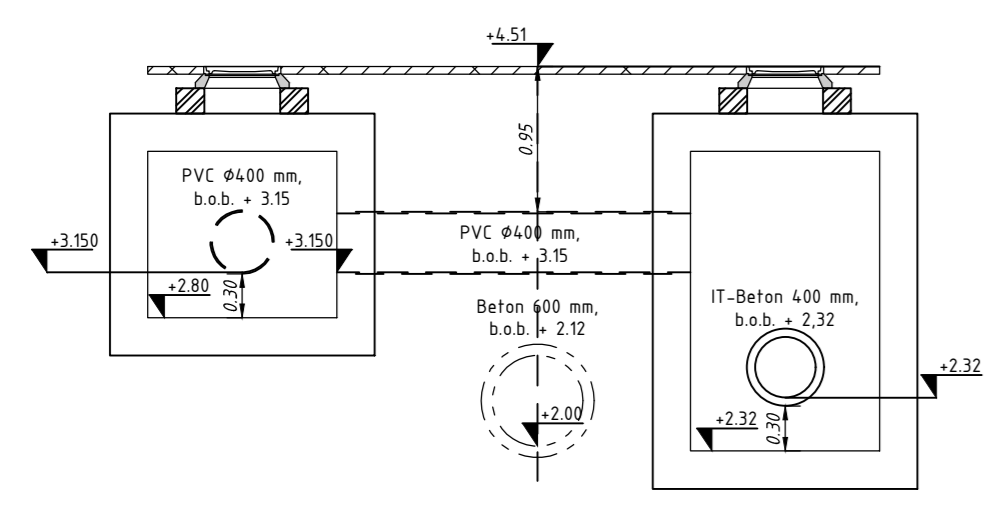 +4.51
0.95
PVC Ø400 mm,
b.o.b. + 3.15
+3.150
+3.150
PVC Ø400 mm,
b.o.b. + 3.15
+2.80
0.30
Beton 600 mm,
b.o.b. + 2.12
IT-Beton 400 mm,
b.o.b. + 2,32
+2.32
+2.00
+2.32
0.30